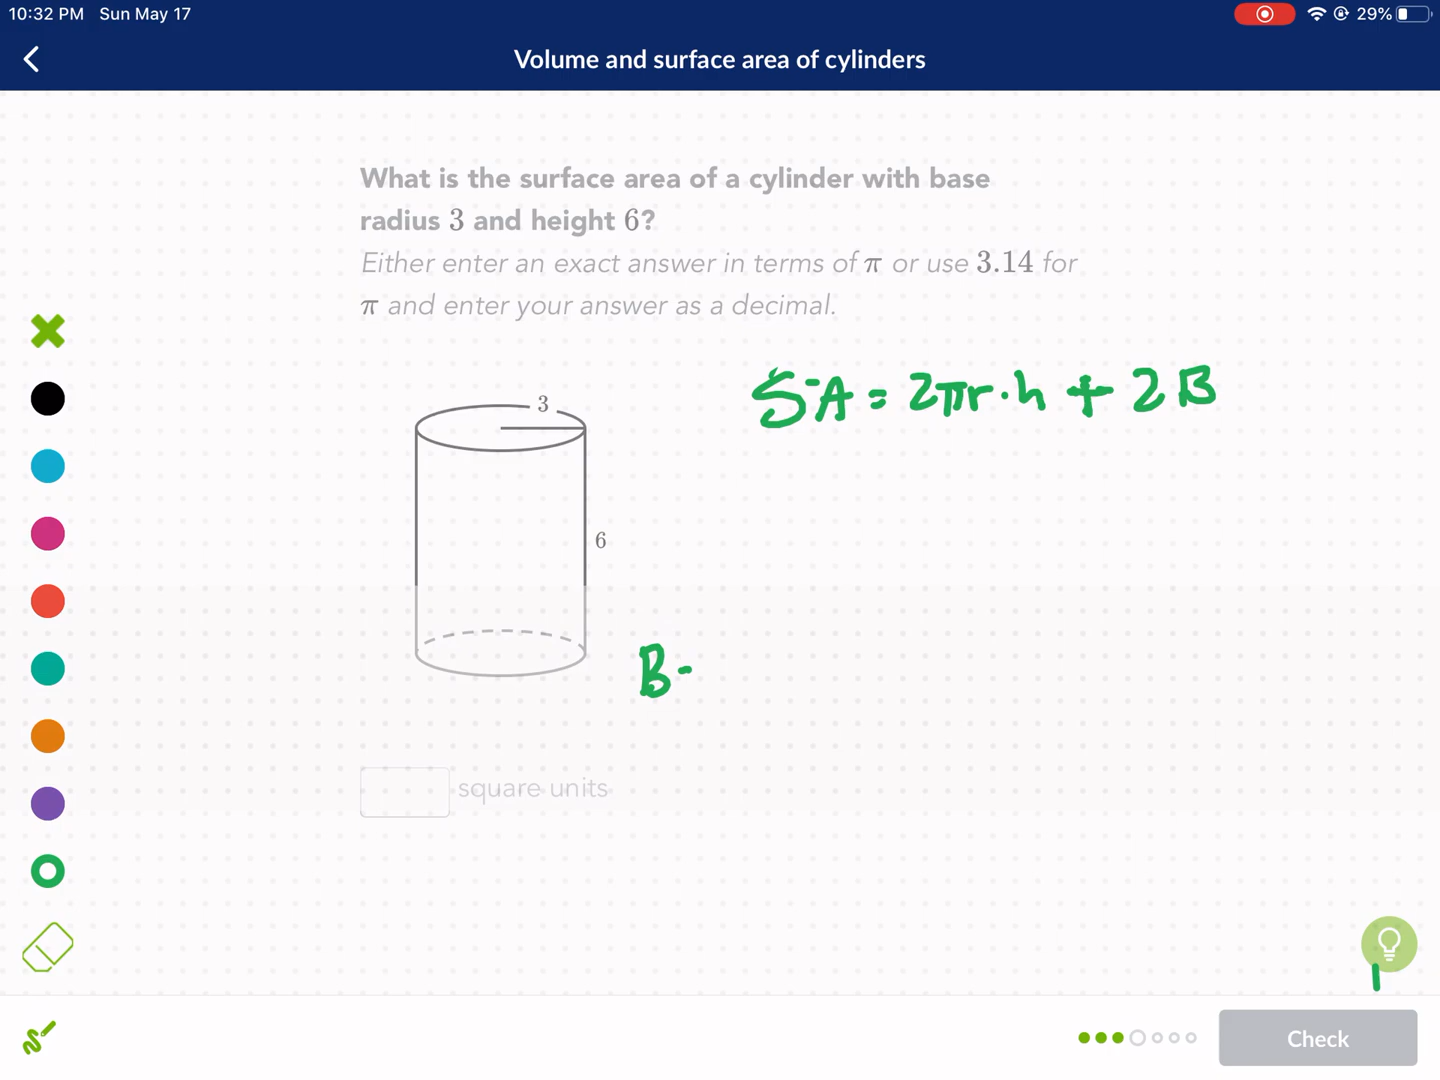 10:32 PM Sun May 17
29%
Volume and surface area of cylinders
What is the surface area of a cylinder with base
radius 3 and height 6?
Either enter an exact answer in terms of π or use 3.14 for
π and enter your answer as a decimal.
SA = 2πr·h + 2B
3
6
B-
square units
Check